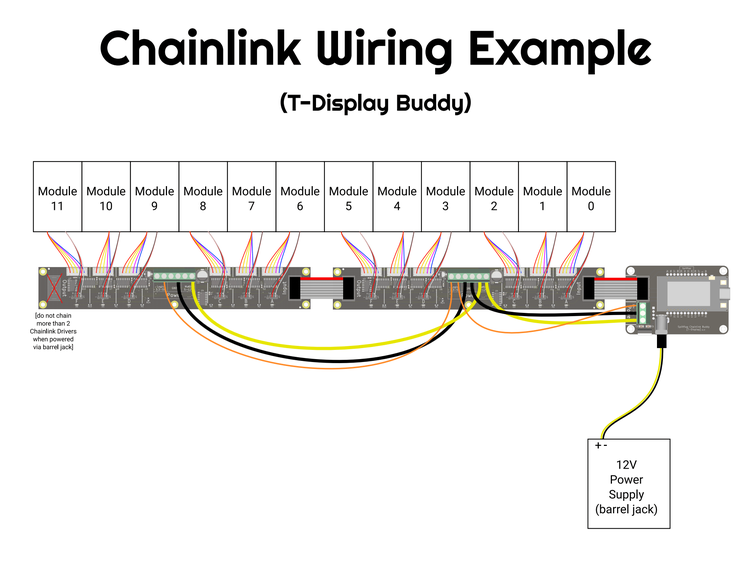 Chainlink Wiring Example
(T-Display Buddy)
Module
11
Module
10
Module
9
Module
8
Module
7
Module
6
Module
5
Module
4
Module
3
Module
2
Module
1
Module
0
[do not chain
more than 2
Chainlink Drivers
when powered
via barrel jack]
+ -
12V
Power
Supply
(barrel jack)